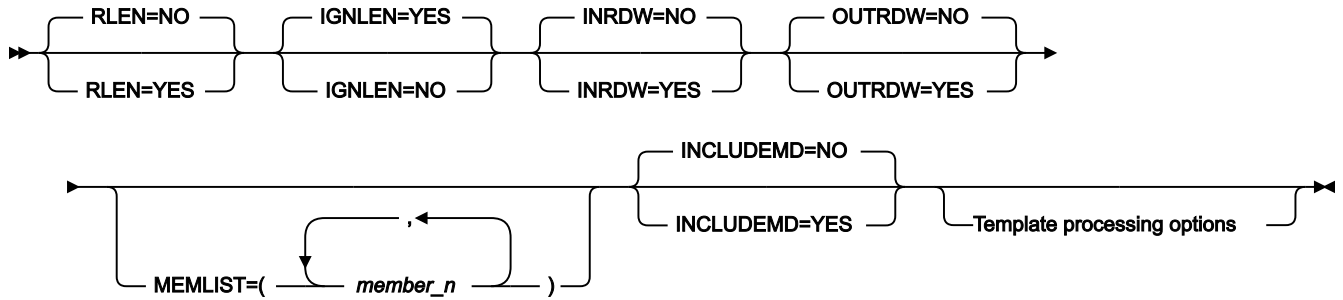 RLEN=NO IGNLEN=YES INRDW=NO OUTRDW=NO
RLEN=YES IGNLEN=NO INRDW=YES OUTRDW=YES
INCLUDEMD=NO
, INCLUDEMD=YES Template processing options
MEMLIST=( member_n )